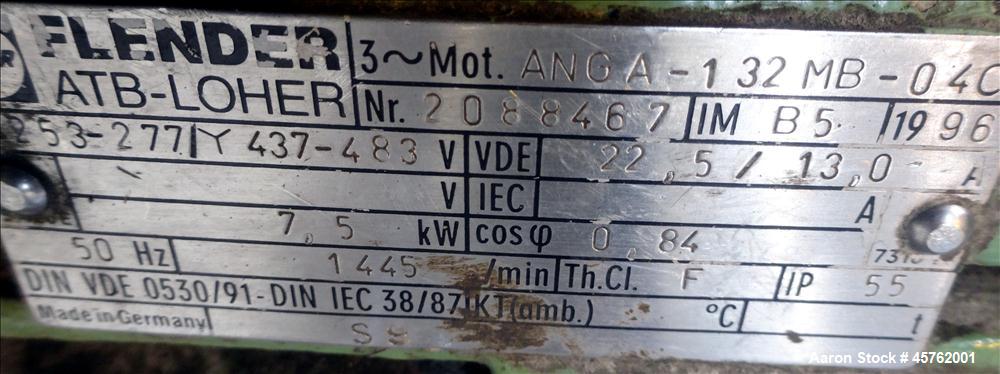 FLENDER
ATB-LOHER
3~Mot. ANGA-132MB-04C
Nr. 2088467 IM B5 1996
253-277/Y 437-483 V VDE 22,5/13,0 A
V IEC A
7,5 kW cosφ 0,84
50 Hz 1445 /min Th.Cl. F IP 55
DIN VDE 0530/91-DIN IEC 38/87 KT(amb.) °C t
Made in Germany
Aaron Stock # 45762001